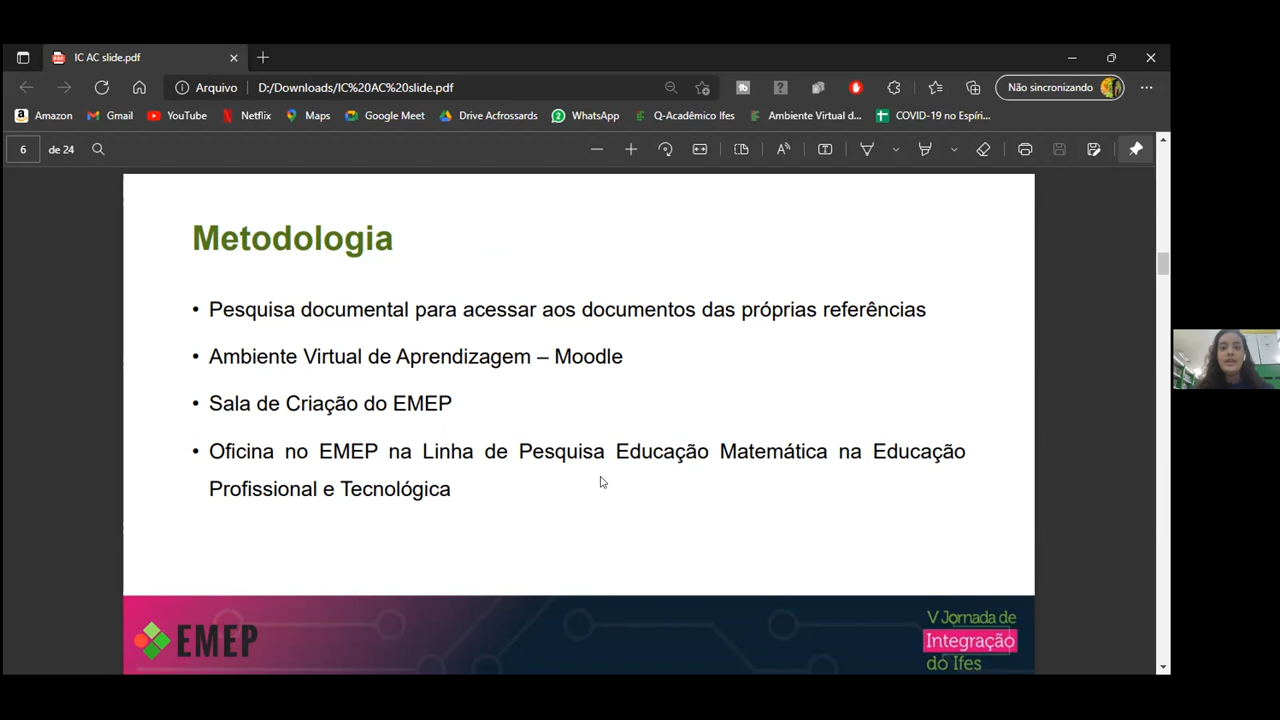 IC AC slide.pdf
Arquivo
D:/Downloads/IC%20AC%20slide.pdf
Não sincronizando
Amazon
Gmail
YouTube
Netflix
Maps
Google Meet
Drive Acfrossards
WhatsApp
Q-Acadêmico Ifes
Ambiente Virtual d...
COVID-19 no Espíri...
6 de 24
Metodologia
• Pesquisa documental para acessar aos documentos das próprias referências
• Ambiente Virtual de Aprendizagem – Moodle
• Sala de Criação do EMEP
• Oficina no EMEP na Linha de Pesquisa Educação Matemática na Educação
Profissional e Tecnológica
EMEP
V Jornada de
Integração
do Ifes